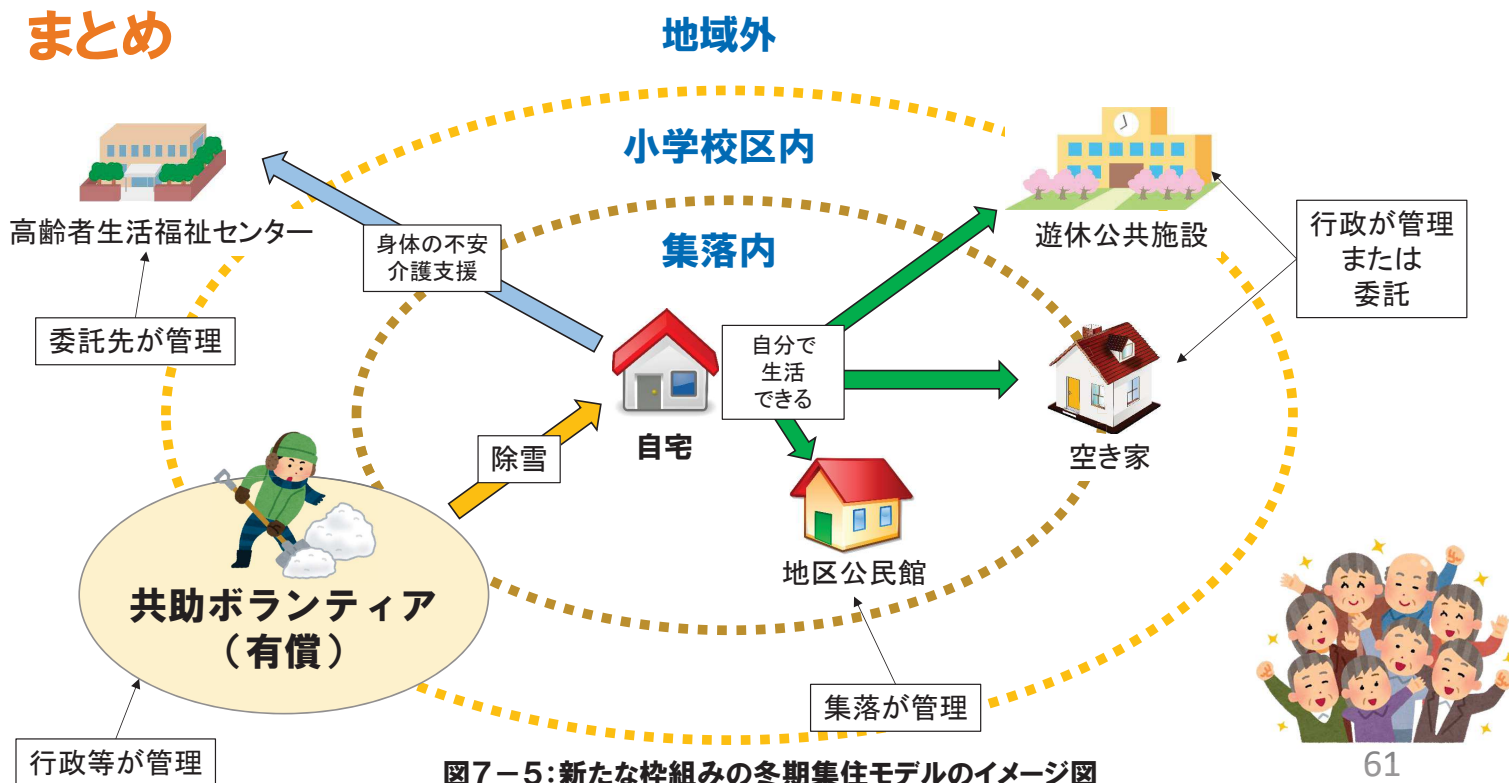 まとめ
地域外
小学校区内
集落内
高齢者生活福祉センター
身体の不安
介護支援
委託先が管理
遊休公共施設
行政が管理
または
委託
自分で
生活
できる
自宅
空き家
除雪
地区公民館
共助ボランティア
（有償）
集落が管理
行政等が管理
図７－５：新たな枠組みの冬期集住モデルのイメージ図
61